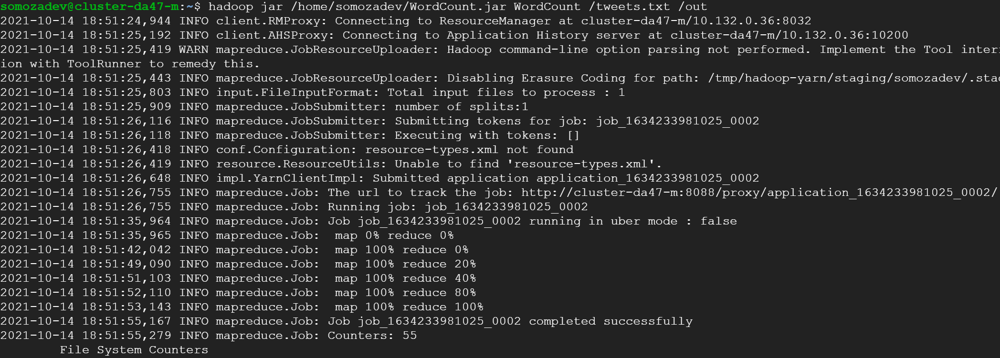 somozadev@cluster-da47-m:~$ hadoop jar /home/somozadev/WordCount.jar WordCount /tweets.txt /out
2021-10-14 18:51:24,944 INFO client.RMProxy: Connecting to ResourceManager at cluster-da47-m/10.132.0.36:8032
2021-10-14 18:51:25,192 INFO client.AHSProxy: Connecting to Application History server at cluster-da47-m/10.132.0.36:10200
2021-10-14 18:51:25,419 WARN mapreduce.JobResourceUploader: Hadoop command-line option parsing not performed. Implement the Tool inter
ion with ToolRunner to remedy this.
2021-10-14 18:51:25,443 INFO mapreduce.JobResourceUploader: Disabling Erasure Coding for path: /tmp/hadoop-yarn/staging/somozadev/.sta
2021-10-14 18:51:25,803 INFO input.FileInputFormat: Total input files to process : 1
2021-10-14 18:51:25,909 INFO mapreduce.JobSubmitter: number of splits:1
2021-10-14 18:51:26,116 INFO mapreduce.JobSubmitter: Submitting tokens for job: job_1634233981025_0002
2021-10-14 18:51:26,118 INFO mapreduce.JobSubmitter: Executing with tokens: []
2021-10-14 18:51:26,418 INFO conf.Configuration: resource-types.xml not found
2021-10-14 18:51:26,419 INFO resource.ResourceUtils: Unable to find 'resource-types.xml'.
2021-10-14 18:51:26,648 INFO impl.YarnClientImpl: Submitted application application_1634233981025_0002
2021-10-14 18:51:26,755 INFO mapreduce.Job: The url to track the job: http://cluster-da47-m:8088/proxy/application_1634233981025_0002/
2021-10-14 18:51:26,755 INFO mapreduce.Job: Running job: job_1634233981025_0002
2021-10-14 18:51:35,964 INFO mapreduce.Job: Job job_1634233981025_0002 running in uber mode : false
2021-10-14 18:51:35,965 INFO mapreduce.Job:  map 0% reduce 0%
2021-10-14 18:51:42,042 INFO mapreduce.Job:  map 100% reduce 0%
2021-10-14 18:51:49,090 INFO mapreduce.Job:  map 100% reduce 20%
2021-10-14 18:51:51,103 INFO mapreduce.Job:  map 100% reduce 40%
2021-10-14 18:51:52,110 INFO mapreduce.Job:  map 100% reduce 80%
2021-10-14 18:51:53,143 INFO mapreduce.Job:  map 100% reduce 100%
2021-10-14 18:51:55,167 INFO mapreduce.Job: Job job_1634233981025_0002 completed successfully
2021-10-14 18:51:55,279 INFO mapreduce.Job: Counters: 55
        File System Counters